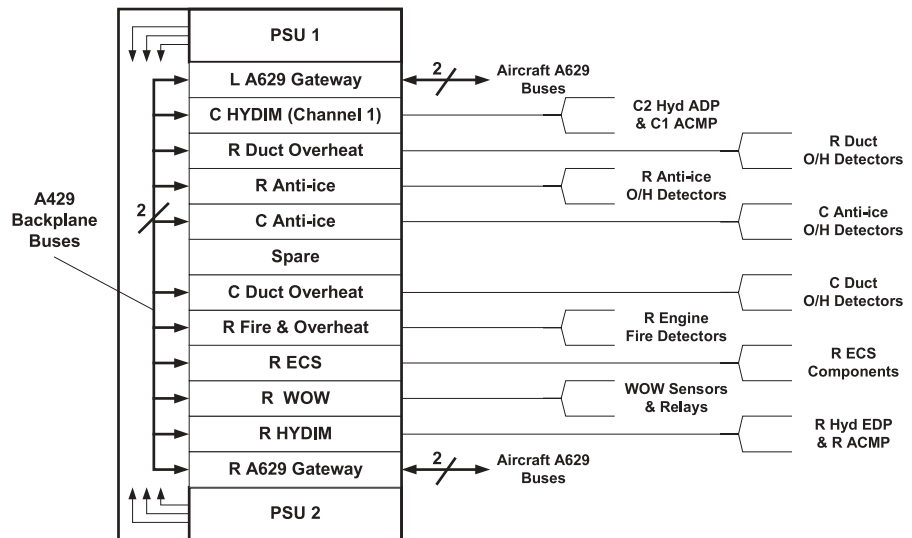 PSU 1
L A629 Gateway
2
Aircraft A629
Buses
C HYDIM (Channel 1)
C2 Hyd ADP
& C1 ACMP
R Duct Overheat
R Duct
O/H Detectors
R Anti-ice
R Anti-ice
O/H Detectors
A429
Backplane
Buses
2
C Anti-ice
C Anti-ice
O/H Detectors
Spare
C Duct Overheat
C Duct
O/H Detectors
R Fire & Overheat
R Engine
Fire Detectors
R ECS
R ECS
Components
R WOW
WOW Sensors
& Relays
R HYDIM
R Hyd EDP
& R ACMP
R A629 Gateway
2
Aircraft A629
Buses
PSU 2